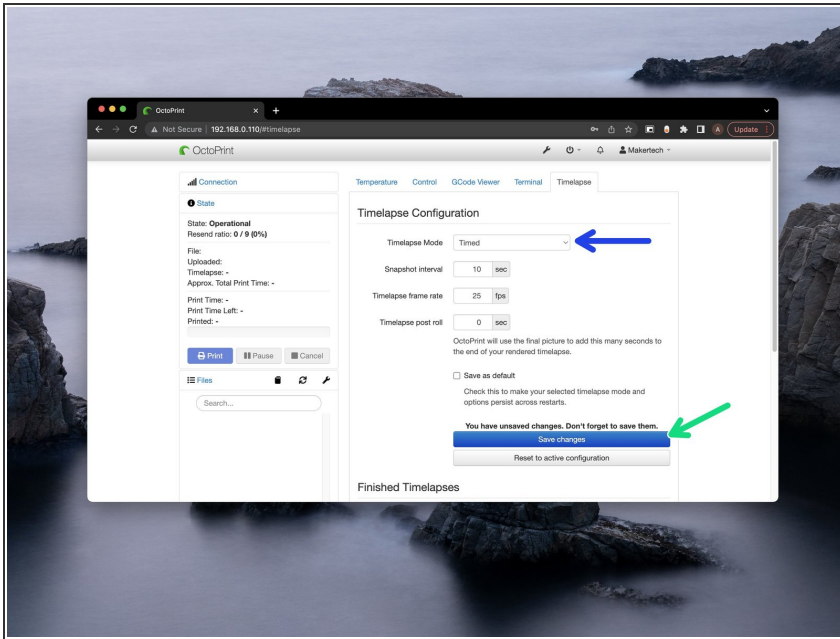 OctoPrint
Not Secure | 192.168.0.110/#timelapse
A
Update
OctoPrint
Makertech
Connection
State
State: Operational
Resend ratio: 0 / 9 (0%)
File:
Uploaded:
Timelapse: -
Approx. Total Print Time: -
Print Time: -
Print Time Left: -
Printed: -
Print Pause Cancel
Files
Search...
Temperature Control GCode Viewer Terminal Timelapse
Timelapse Configuration
Timelapse Mode Timed
Snapshot interval 10 sec
Timelapse frame rate 25 fps
Timelapse post roll 0 sec
OctoPrint will use the final picture to add this many seconds to
the end of your rendered timelapse.
Save as default
Check this to make your selected timelapse mode and
options persist across restarts.
You have unsaved changes. Don't forget to save them.
Save changes
Reset to active configuration
Finished Timelapses